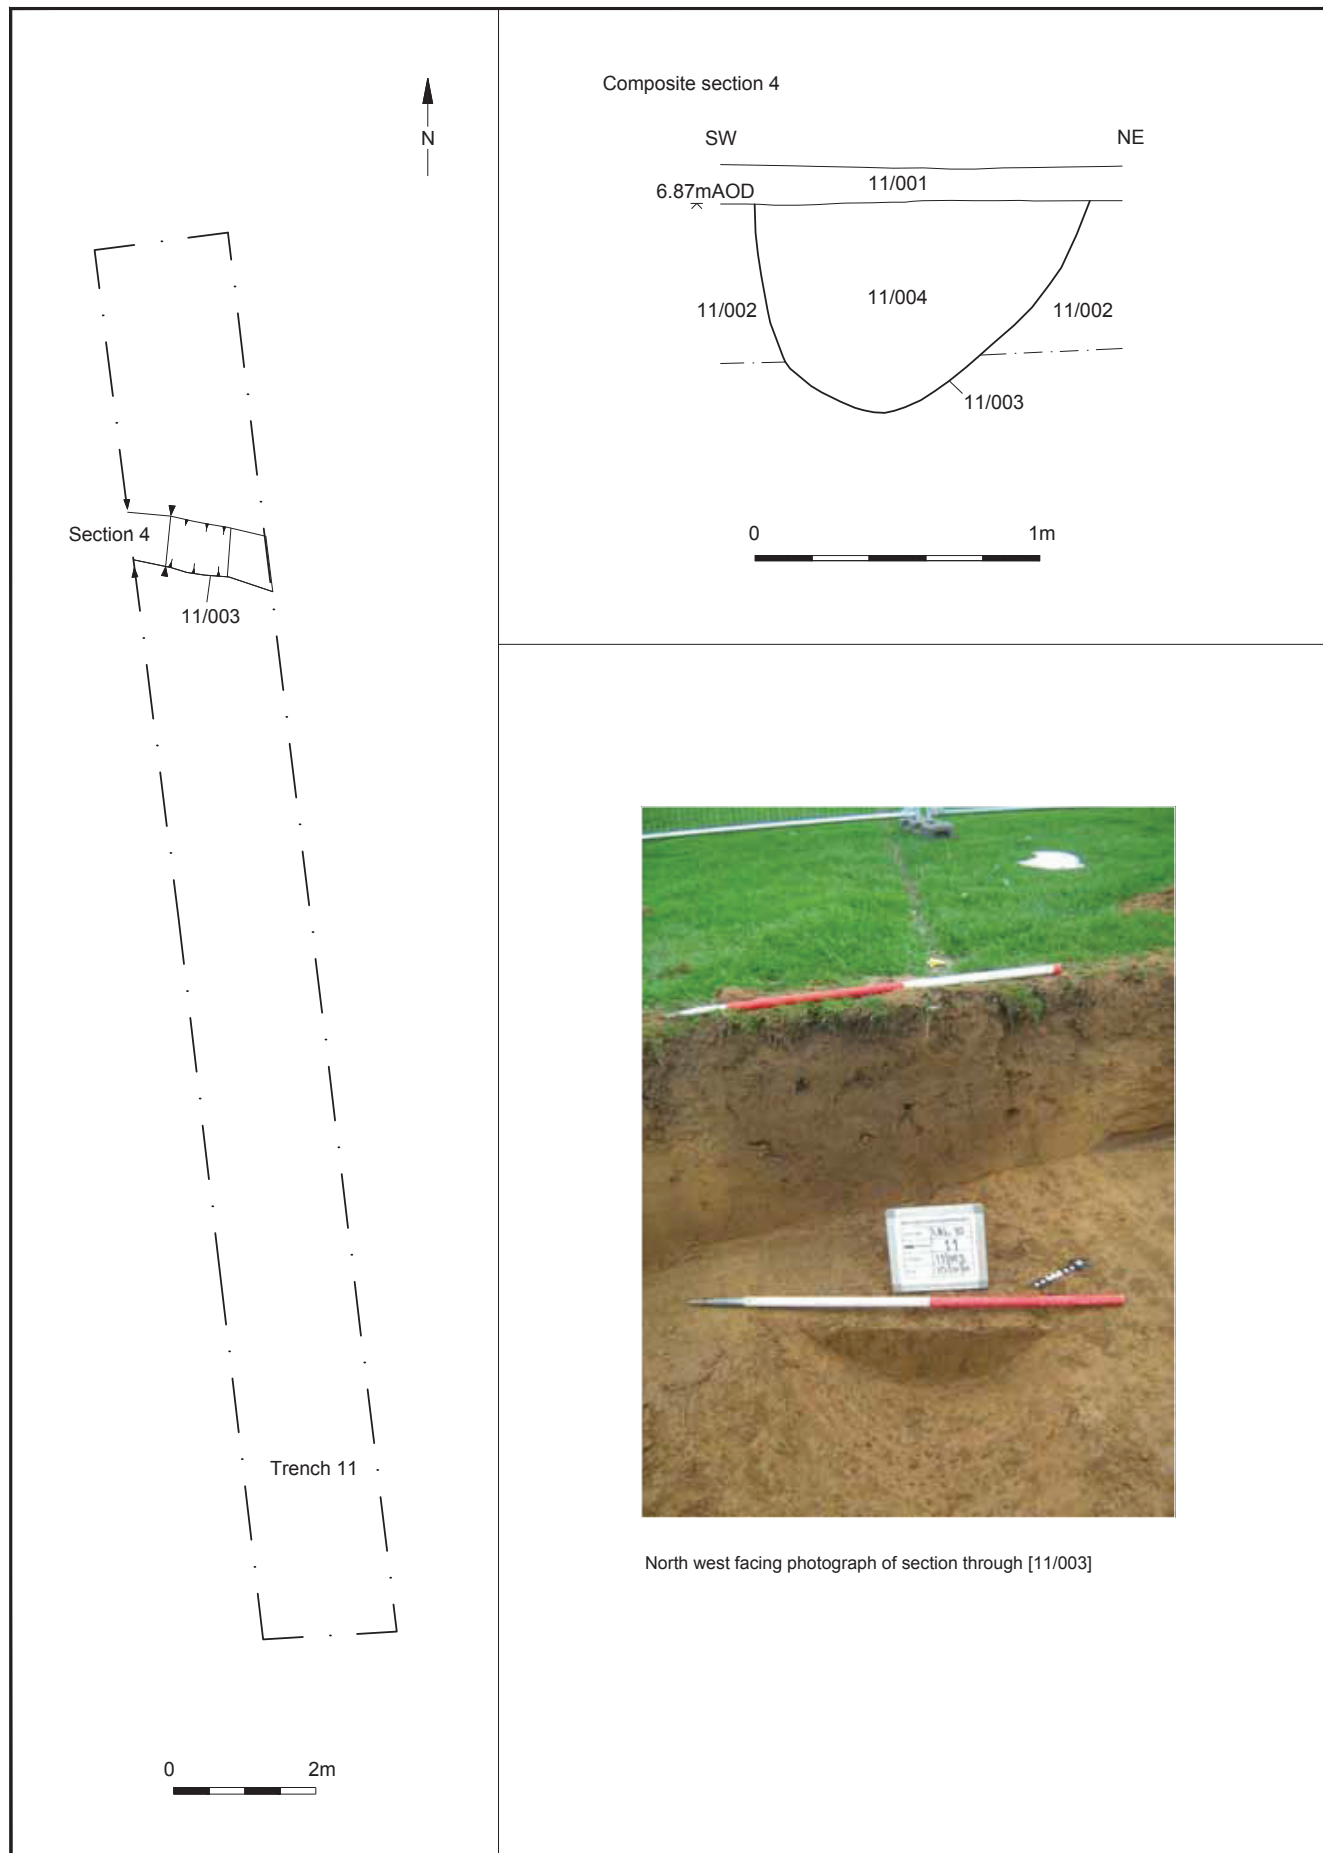 N
Section 4
11/003
Trench 11
0 2m
Composite section 4
SW NE
11/001
6.87mAOD
11/002 11/004 11/002
11/003
0 1m
11
North west facing photograph of section through [11/003]